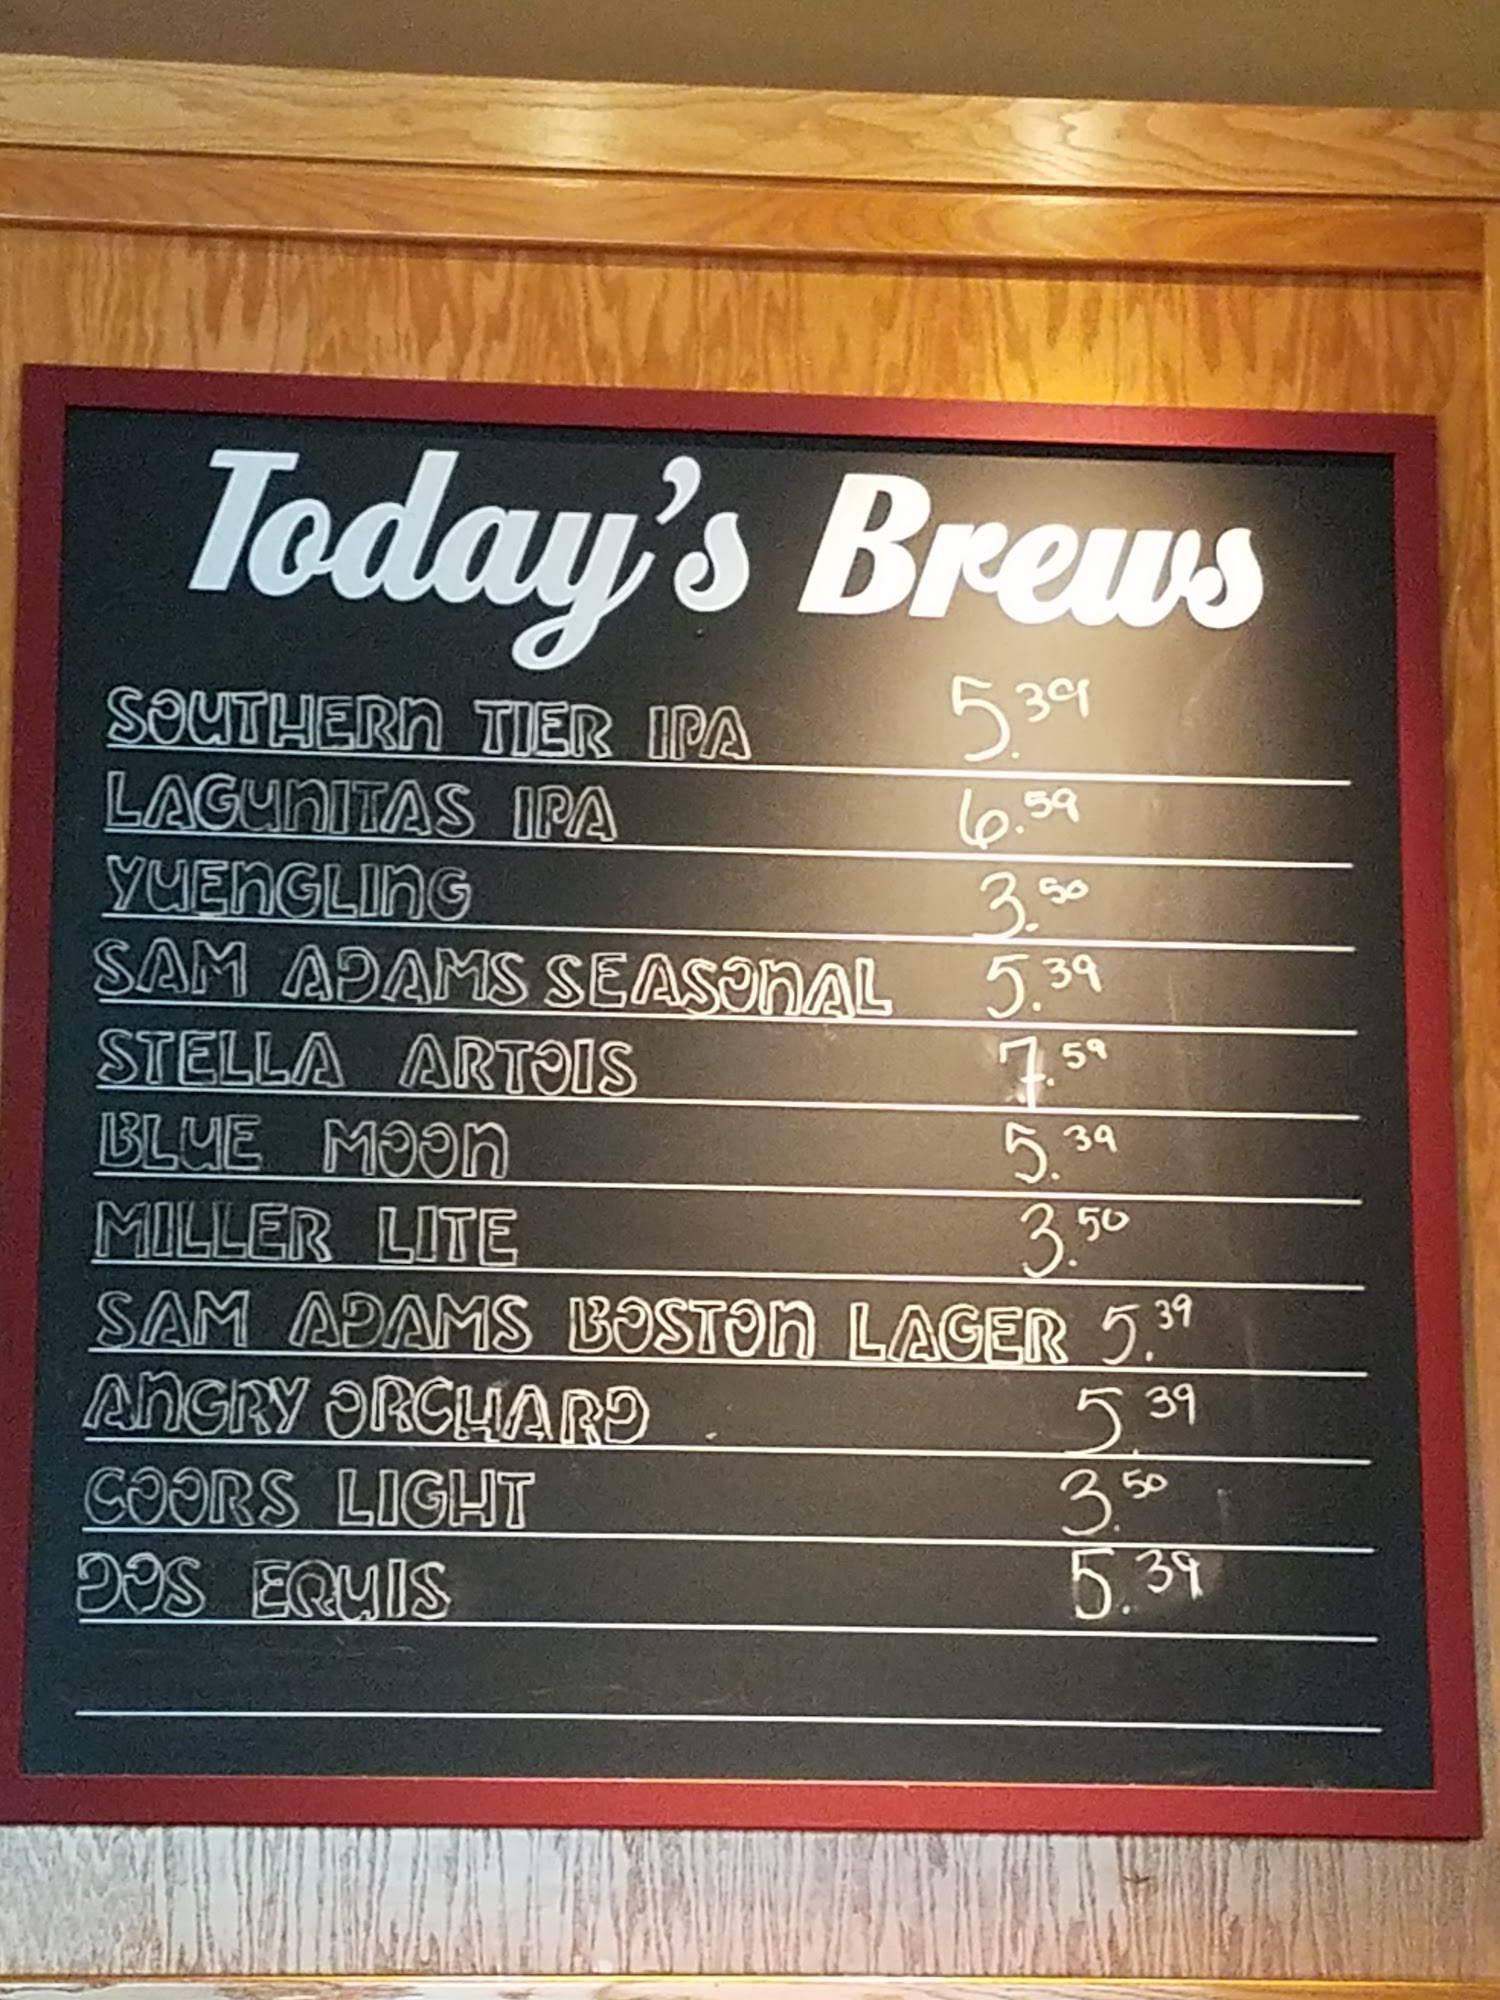 Today's Brews
SOUTHERN TIER IPA 5.39
LAGUNITAS IPA 6.59
YUENGLING 3.50
SAM ADAMS SEASONAL 5.39
STELLA ARTOIS 7.59
BLUE MOON 5.39
MILLER LITE 3.50
SAM ADAMS BOSTON LAGER 5.39
ANGRY ORCHARD 5.39
COORS LIGHT 3.50
DOS EQUIS 5.39